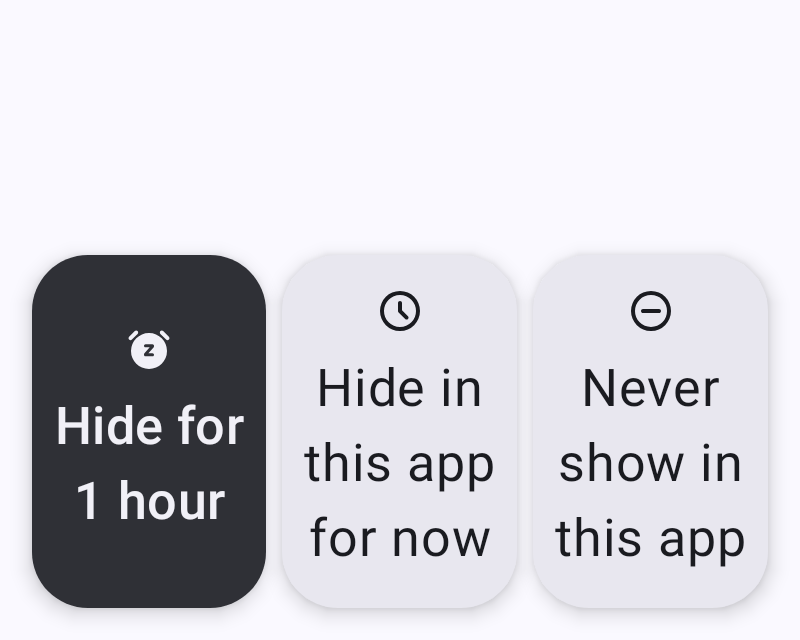 Hide for
1 hour
Hide in
this app
for now
Never
show in
this app